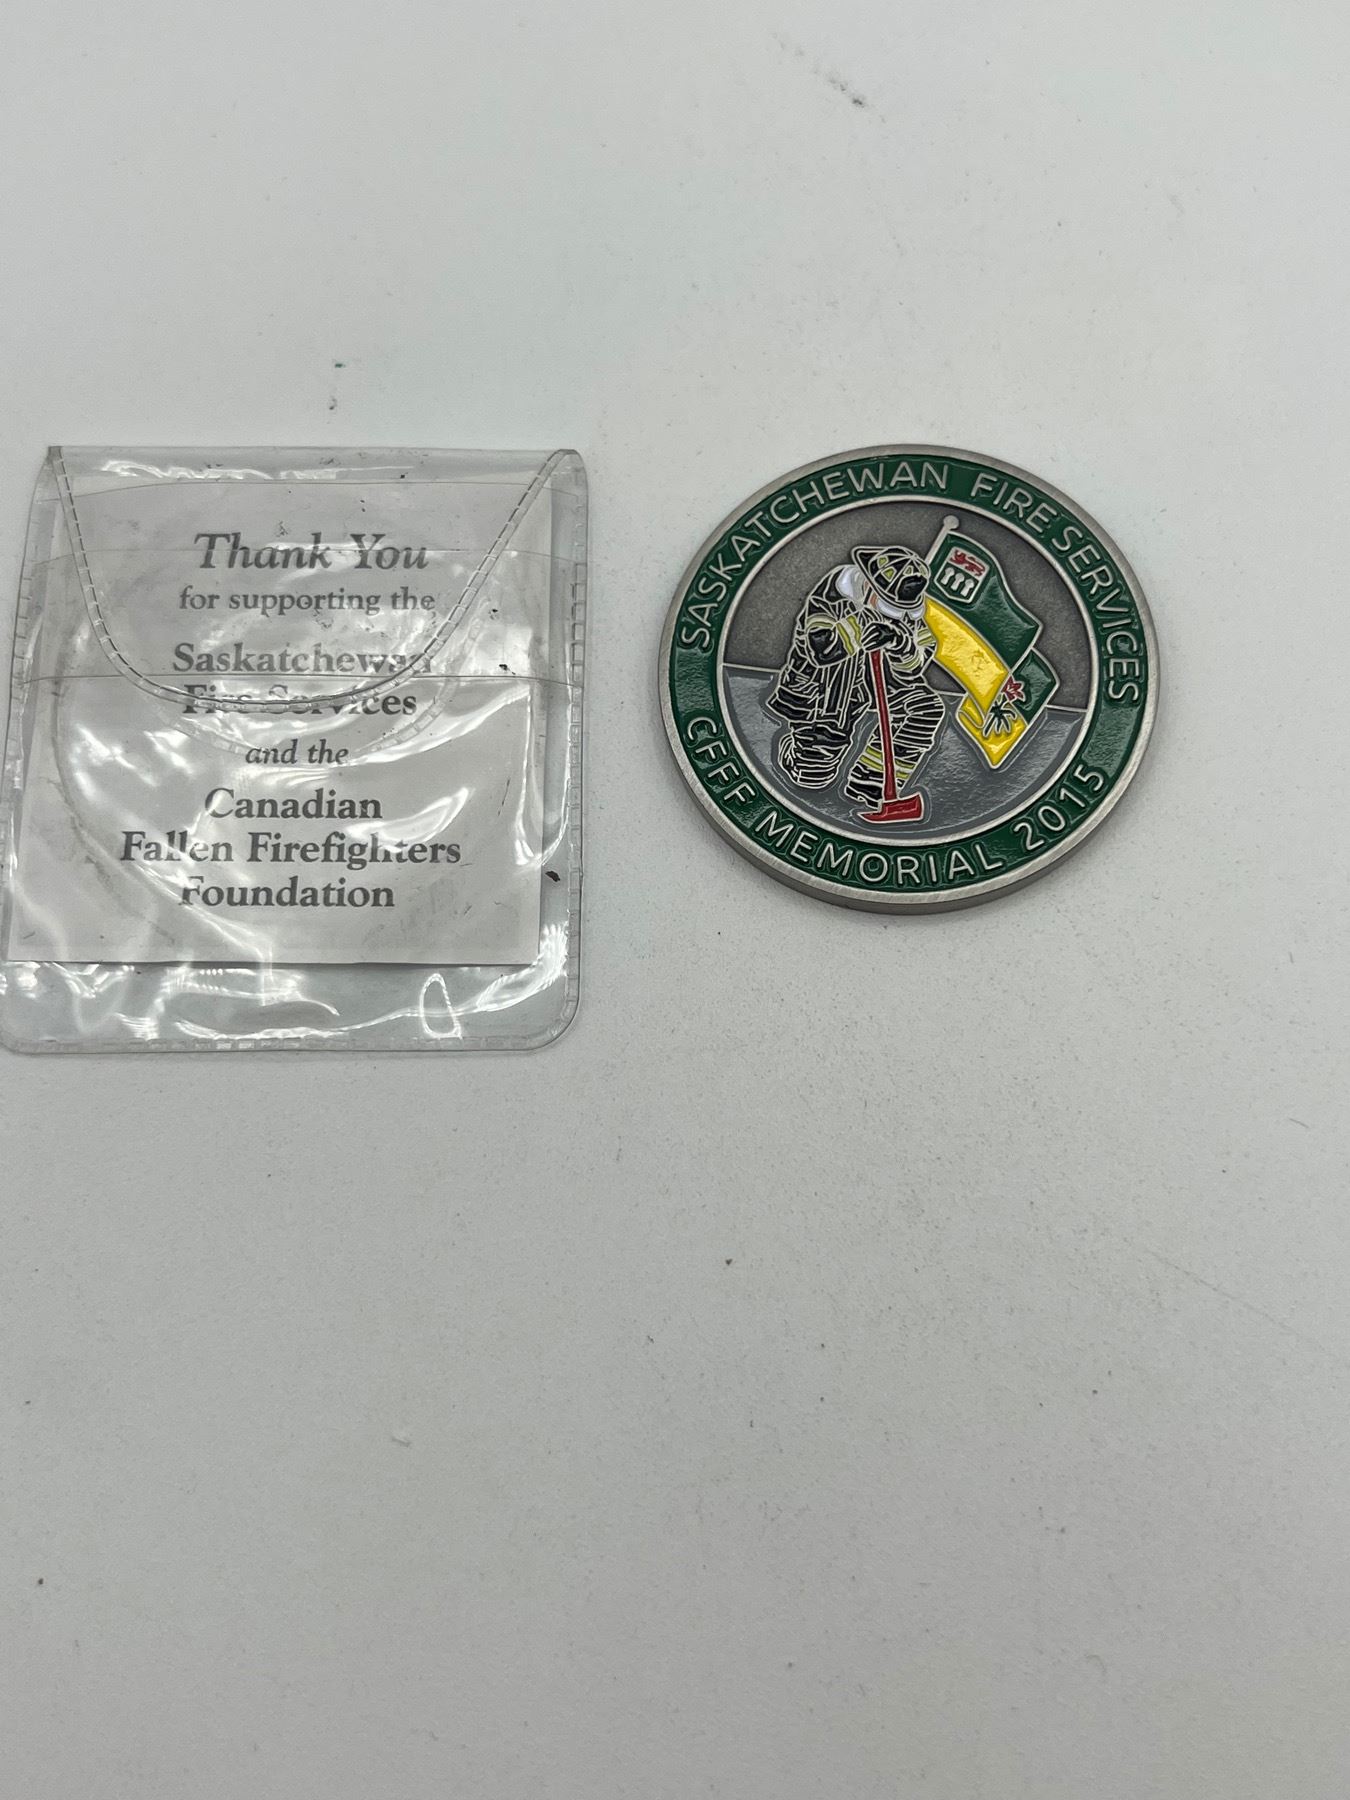 Thank You
for supporting the
Saskatchewan
Fire Services
and the
Canadian
Fallen Firefighters
Foundation
SASKATCHEWAN FIRE SERVICES
CFFF MEMORIAL 2015